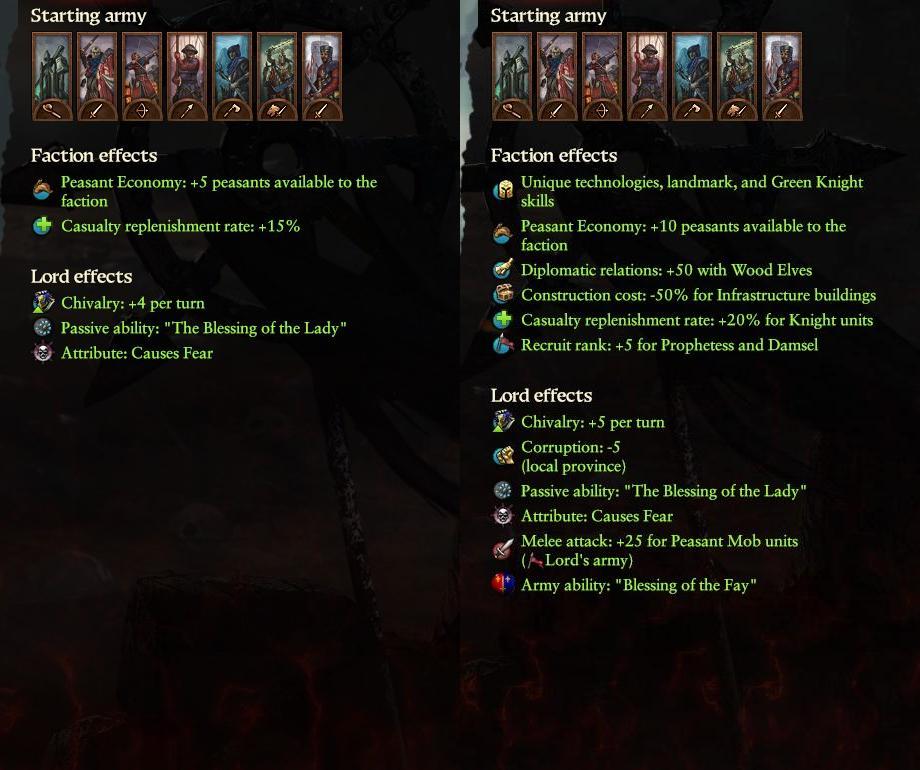 Starting army
Faction effects
Peasant Economy: +5 peasants available to the
faction
Casualty replenishment rate: +15%
Lord effects
Chivalry: +4 per turn
Passive ability: "The Blessing of the Lady"
Attribute: Causes Fear
Starting army
Faction effects
Unique technologies, landmark, and Green Knight
skills
Peasant Economy: +10 peasants available to the
faction
Diplomatic relations: +50 with Wood Elves
Construction cost: -50% for Infrastructure buildings
Casualty replenishment rate: +20% for Knight units
Recruit rank: +5 for Prophetess and Damsel
Lord effects
Chivalry: +5 per turn
Corruption: -5
(local province)
Passive ability: "The Blessing of the Lady"
Attribute: Causes Fear
Melee attack: +25 for Peasant Mob units
(Lord's army)
Army ability: "Blessing of the Fay"